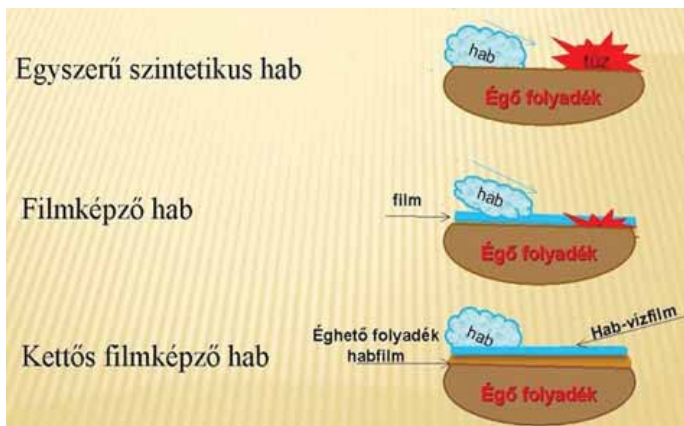 Egyszerű szintetikus hab
hab
tűz
Égő folyadék
Filmképző hab
film
hab
Égő folyadék
Kettős filmképző hab
Éghető folyadék
habfilm
hab
Hab-vízfilm
Égő folyadék